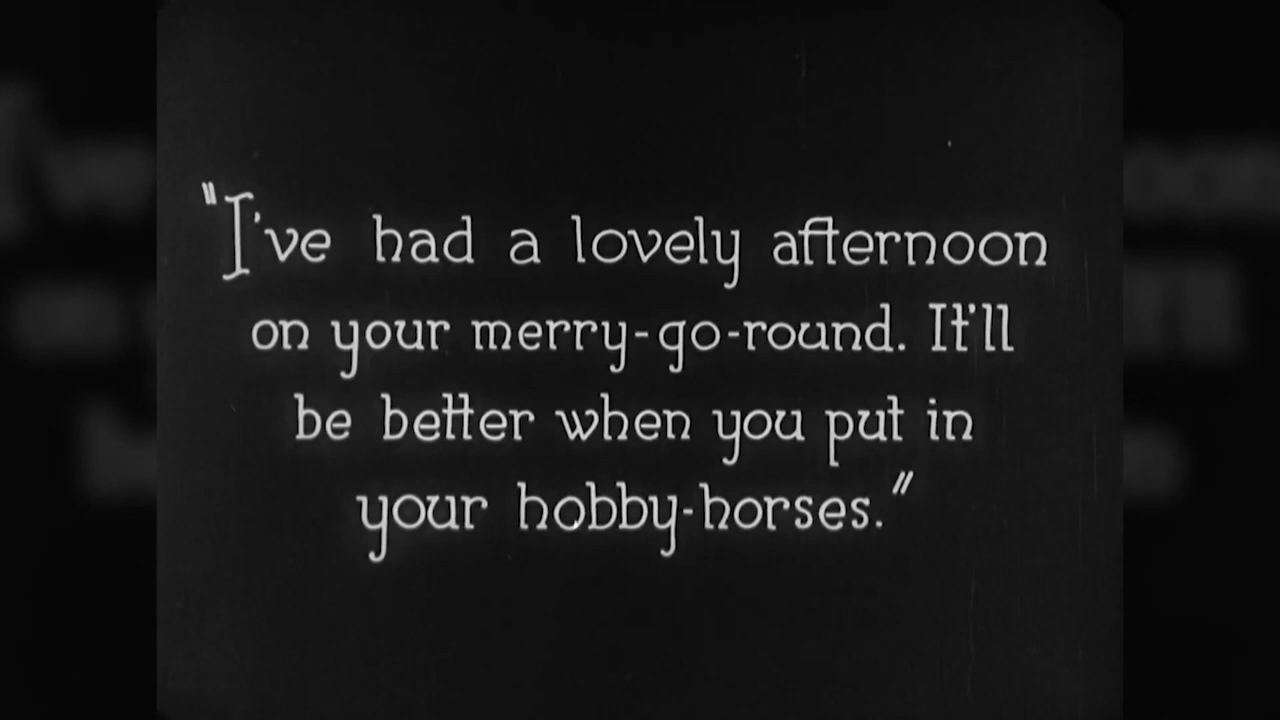 "I've had a lovely afternoon
on your merry-go-round. It'll
be better when you put in
your hobby-horses."